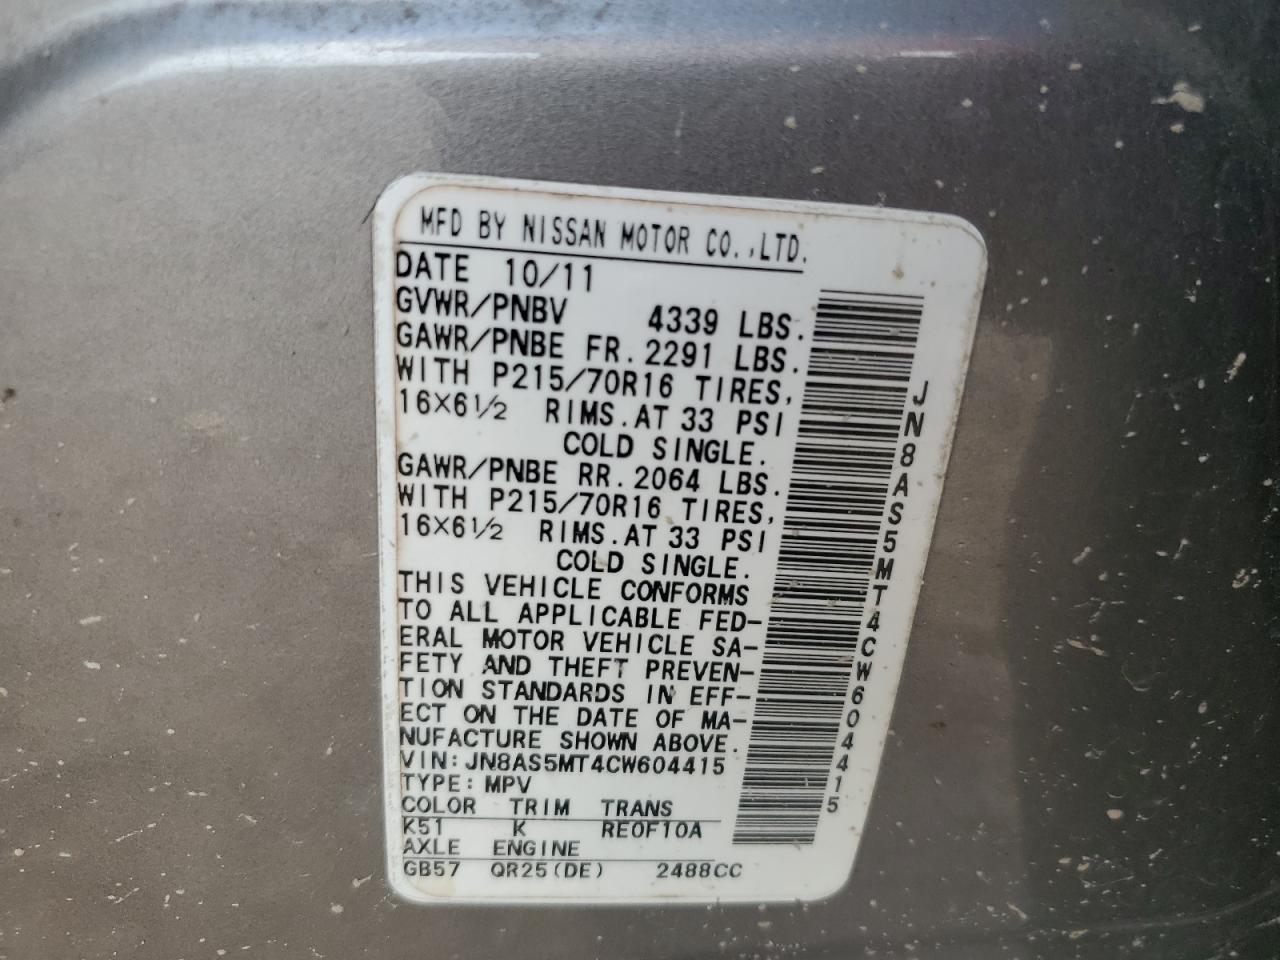 MFD BY NISSAN MOTOR CO.,LTD.
DATE 10/11
GVWR/PNBV 4339 LBS.
GAWR/PNBE FR. 2291 LBS.
WITH P215/70R16 TIRES,
16×6½ RIMS. AT 33 PSI
COLD SINGLE.
GAWR/PNBE RR. 2064 LBS.
WITH P215/70R16 TIRES,
16×6½ RIMS. AT 33 PSI
COLD SINGLE.
THIS VEHICLE CONFORMS
TO ALL APPLICABLE FED-
ERAL MOTOR VEHICLE SA-
FETY AND THEFT PREVEN-
TION STANDARDS IN EFF-
ECT ON THE DATE OF MA-
NUFACTURE SHOWN ABOVE.
VIN: JN8AS5MT4CW604415
TYPE: MPV
COLOR TRIM TRANS
K51 K RE0F10A
AXLE ENGINE
GB57 QR25(DE) 2488CC
JN8AS5MT4CW604415